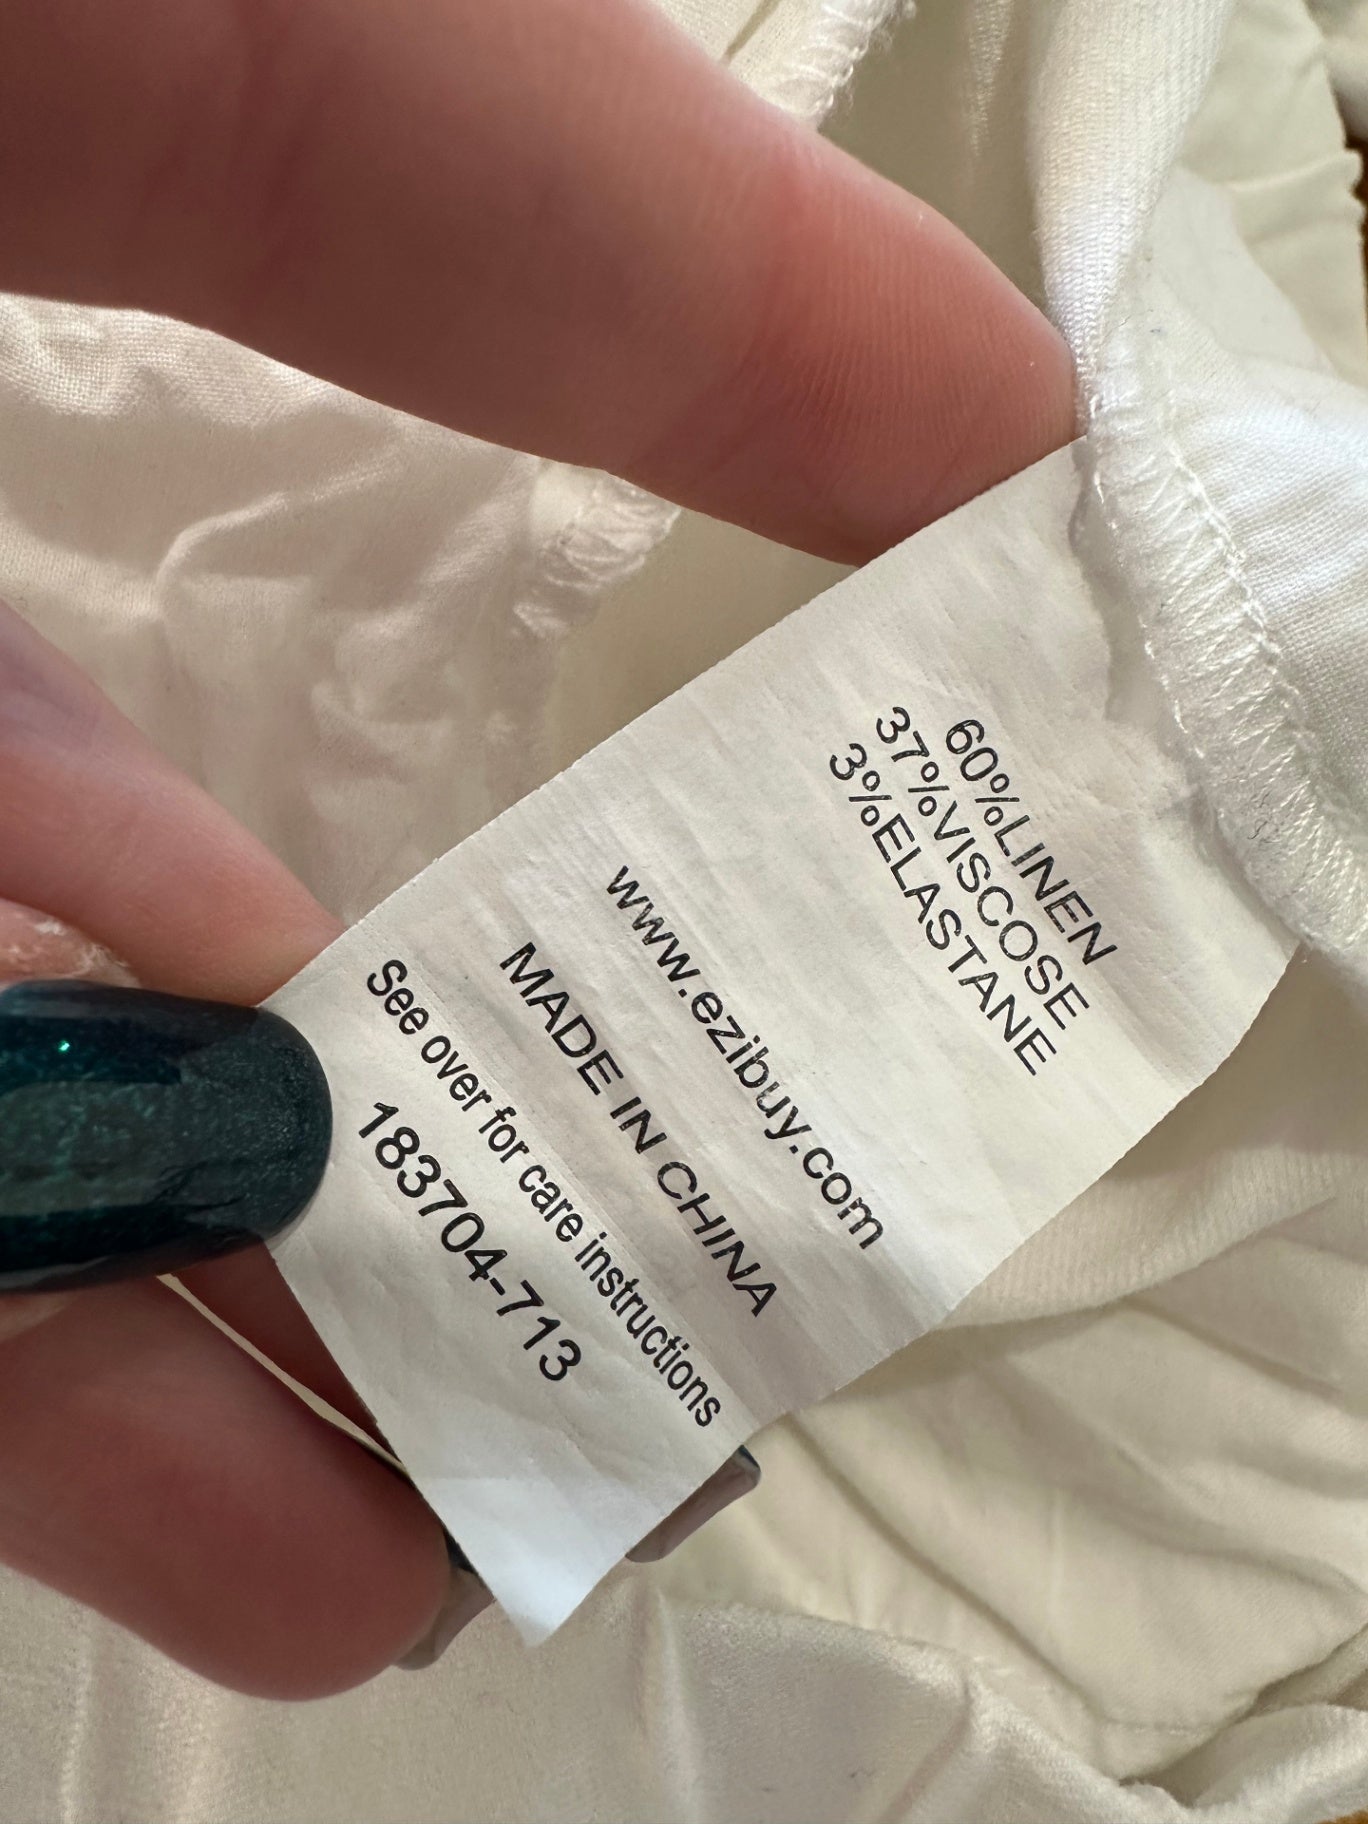 60%LINEN
37%VISCOSE
3%ELASTANE
www.ezibuy.com
MADE IN CHINA
See over for care instructions
183704-713